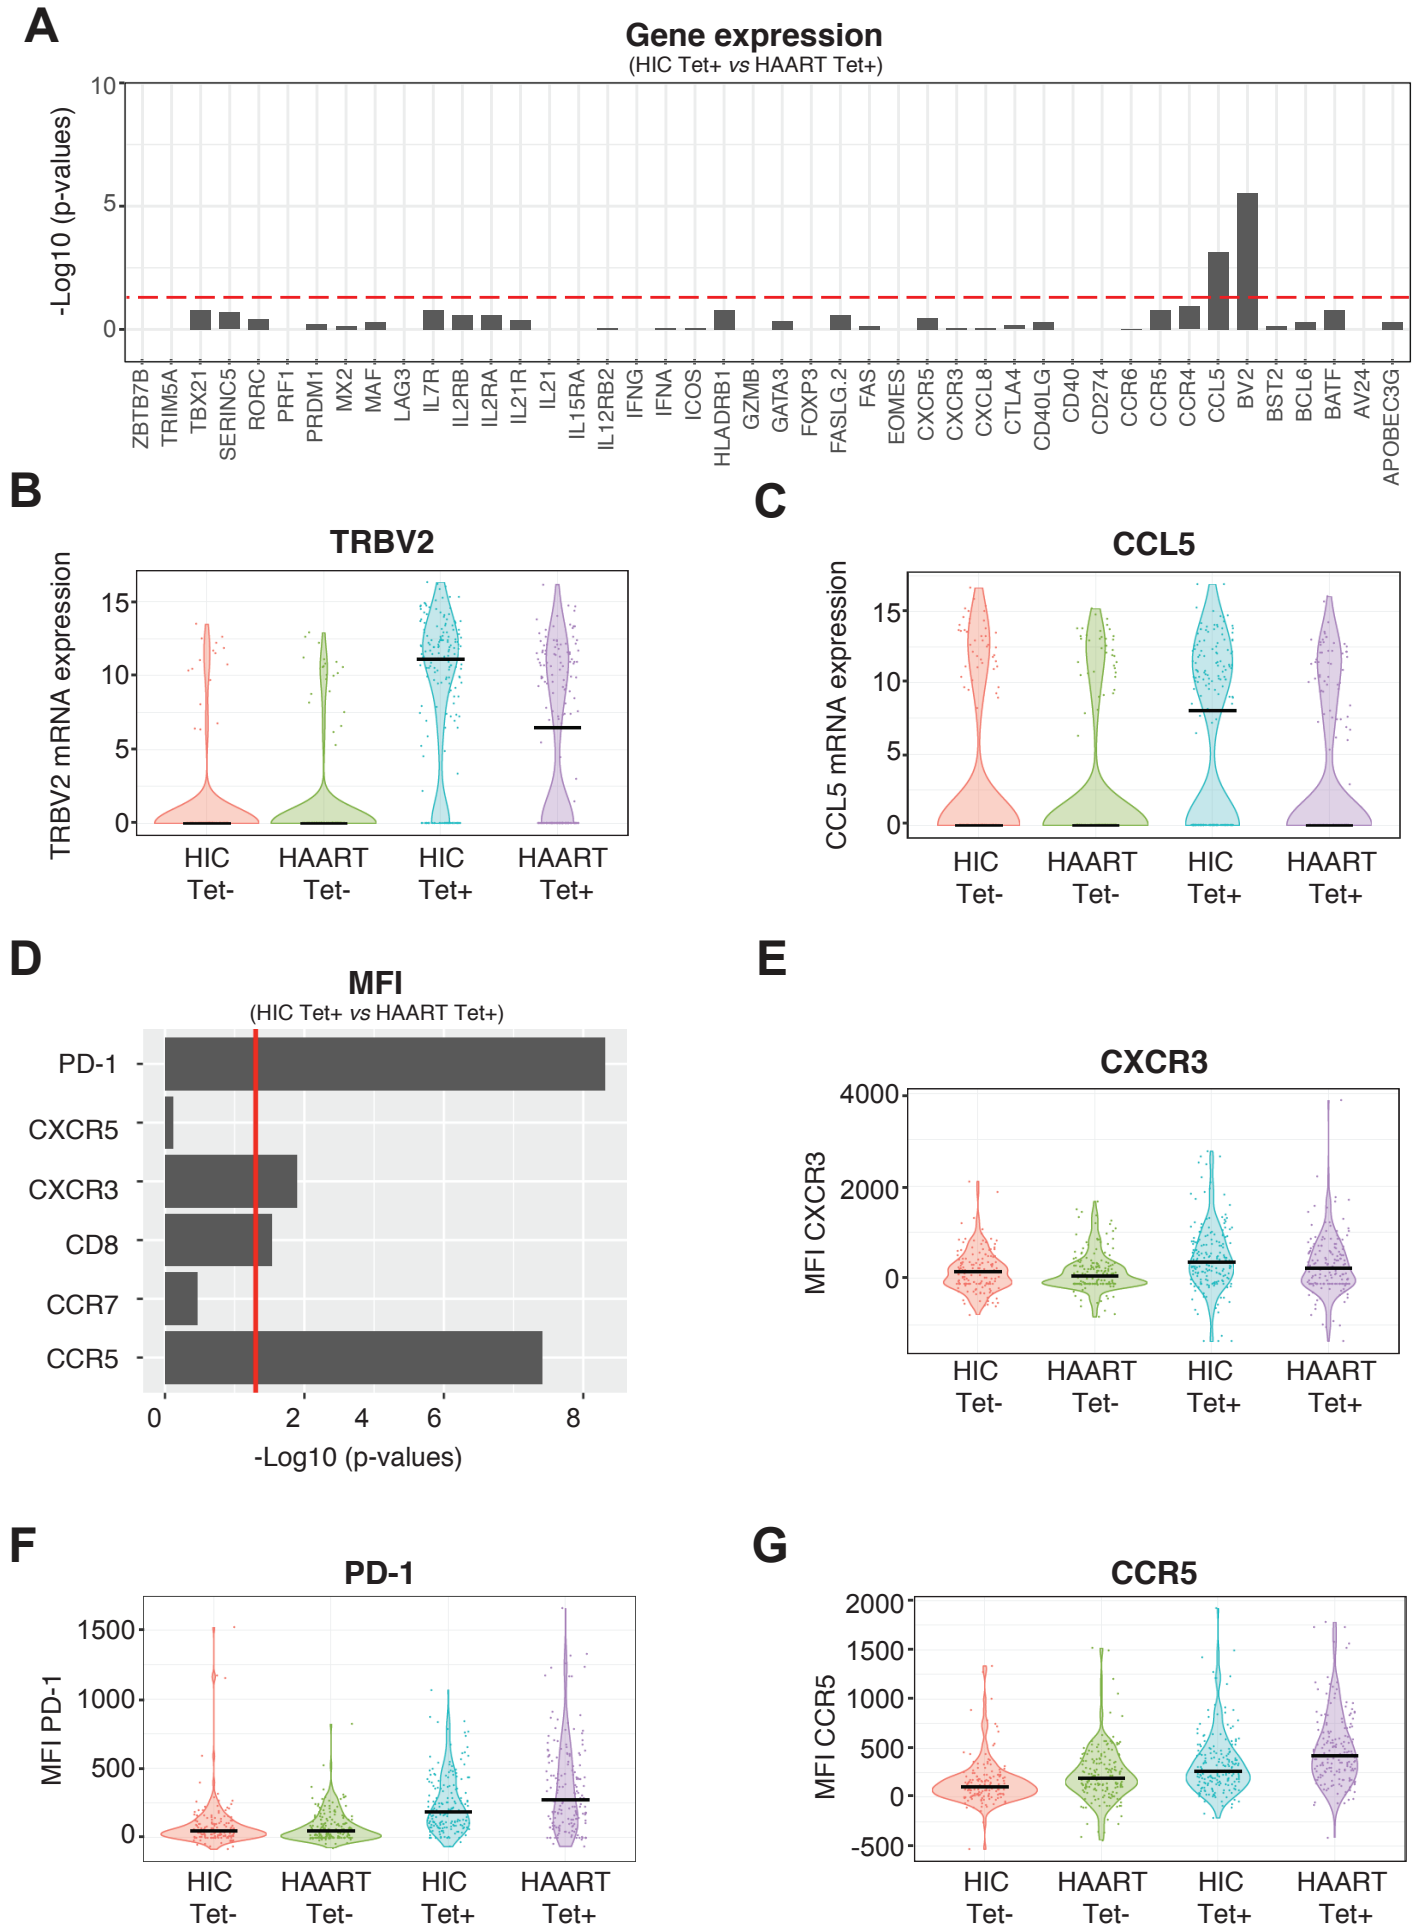 A
Gene expression
(HIC Tet+ vs HAART Tet+)
-Log10 (p-values)
10
5
0
ZBTB7B
TRIM5A
TBX21
SERINC5
RORC
PRF1
PRDM1
MX2
MAF
LAG3
IL7R
IL2RB
IL2RA
IL21R
IL21
IL15RA
IL12RB2
IFNG
IFNA
ICOS
HLADRB1
GZMB
GATA3
FOXP3
FASLG.2
FAS
EOMES
CXCR5
CXCR3
CXCL8
CTLA4
CD40LG
CD40
CD274
CCR6
CCR5
CCR4
CCL5
BV2
BST2
BCL6
BATF
AV24
APOBEC3G
B
TRBV2
TRBV2 mRNA expression
15
10
5
0
HIC Tet-
HAART Tet-
HIC Tet+
HAART Tet+
C
CCL5
CCL5 mRNA expression
15
10
5
0
HIC Tet-
HAART Tet-
HIC Tet+
HAART Tet+
D
MFI
(HIC Tet+ vs HAART Tet+)
PD-1
CXCR5
CXCR3
CD8
CCR7
CCR5
0 2 4 6 8
-Log10 (p-values)
E
CXCR3
MFI CXCR3
4000
2000
0
HIC Tet-
HAART Tet-
HIC Tet+
HAART Tet+
F
PD-1
MFI PD-1
1500
1000
500
0
HIC Tet-
HAART Tet-
HIC Tet+
HAART Tet+
G
CCR5
MFI CCR5
2000
1500
1000
500
0
-500
HIC Tet-
HAART Tet-
HIC Tet+
HAART Tet+